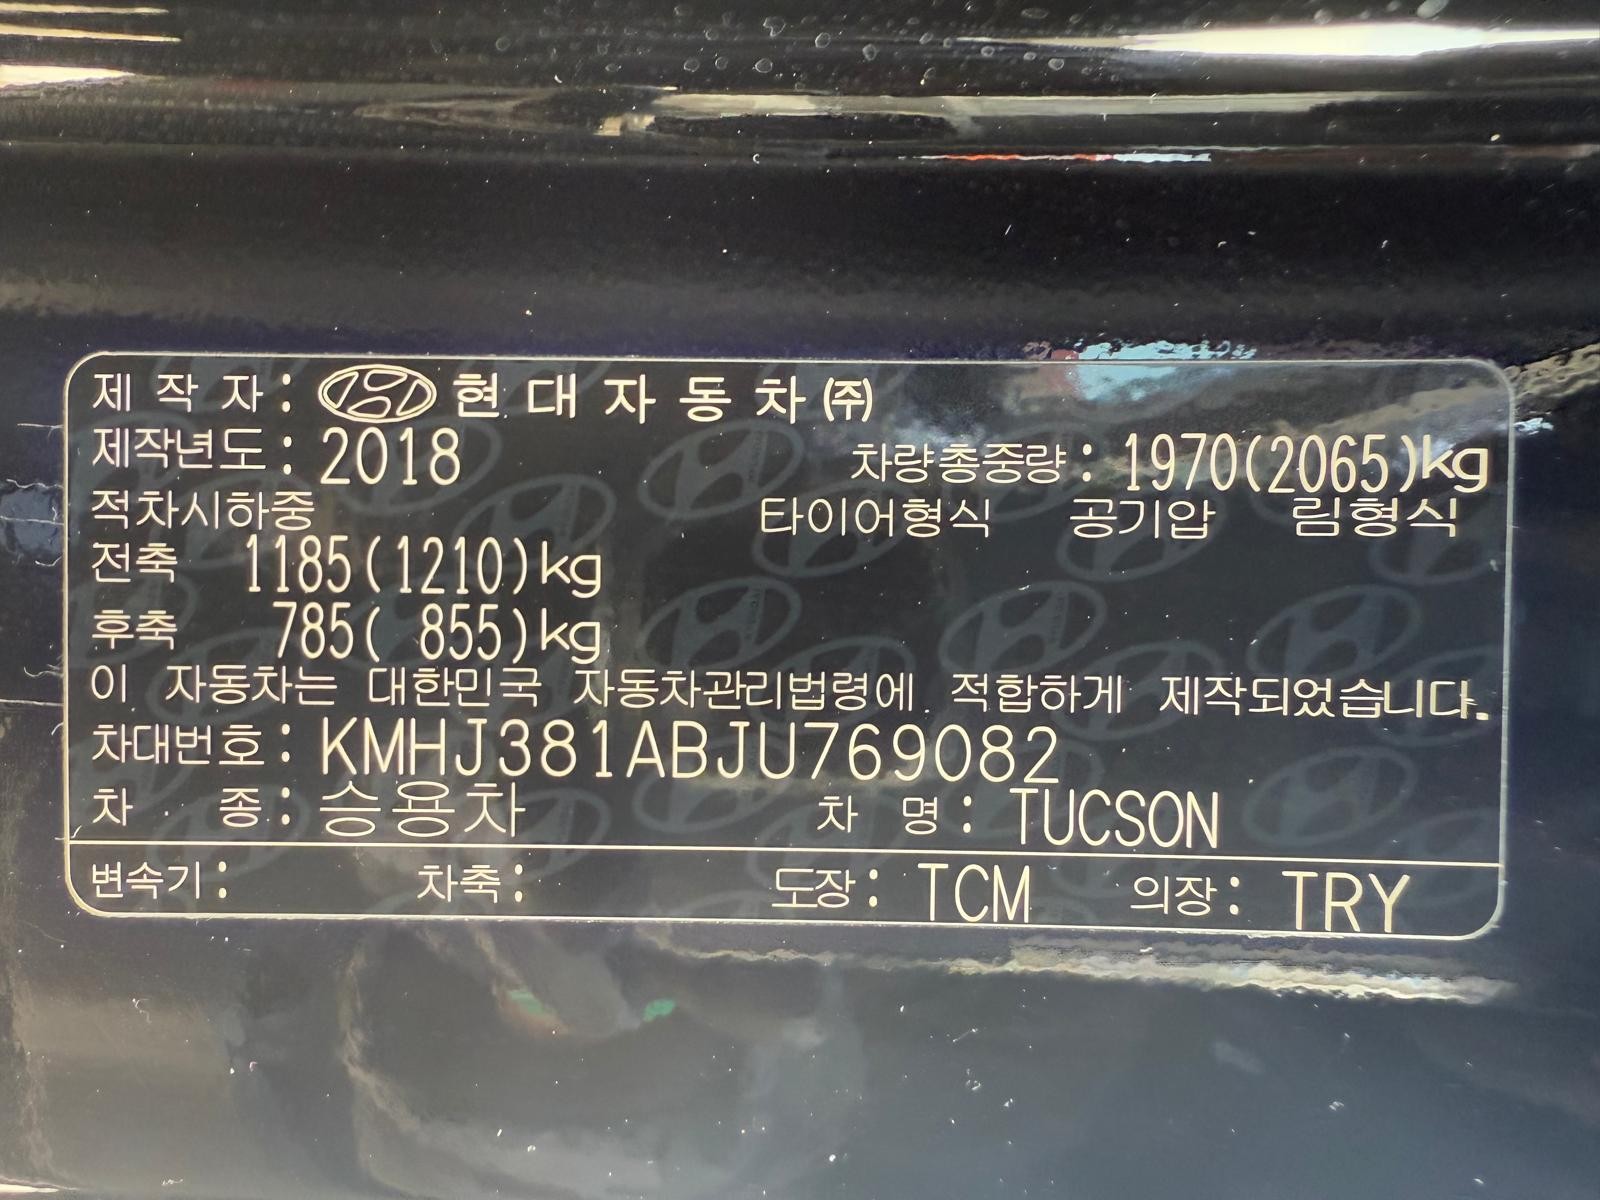 제 작 자 : 현 대 자 동 차 ㈜
제작년도 : 2018 차량총중량 : 1970(2065)kg
적차시하중 타이어형식 공기압 림형식
전축 1185(1210)kg
후축 785( 855)kg
이 자동차는 대한민국 자동차관리법령에 적합하게 제작되었습니다.
차대번호 : KMHJ381ABJU769082
차 종 : 승용차 차 명 : TUCSON
변속기 : 차축 : 도장 : TCM 의장 : TRY